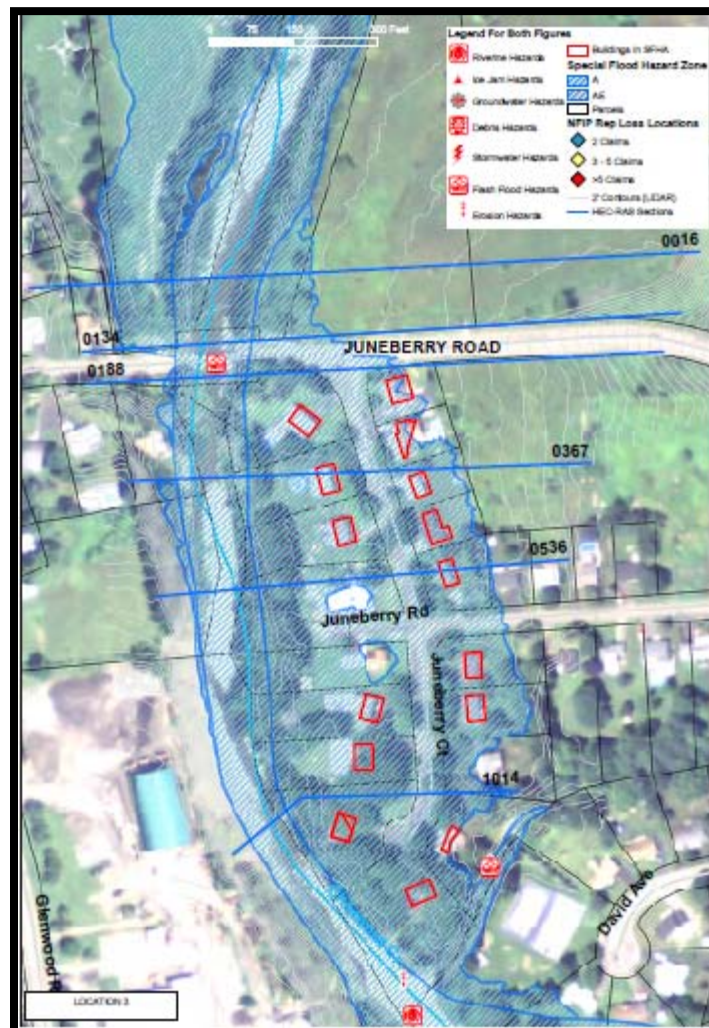 0 75 150 300 Feet
Legend For Both Figures
Riverine Hazards
Ice Jam Hazards
Groundwater Hazards
Debris Hazards
Stormwater Hazards
Flash Flood Hazards
Erosion Hazards
Buildings in SFHA
Special Flood Hazard Zone
A
AE
Parcels
NFIP Rep Loss Locations
2 Claims
3 - 5 Claims
>5 Claims
2' Contours (LiDAR)
HEC-RAS Sections
0016
0134
JUNEBERRY ROAD
0188
0367
0536
Juneberry Rd
Juneberry Ct
1014
David Ave
LOCATION 3